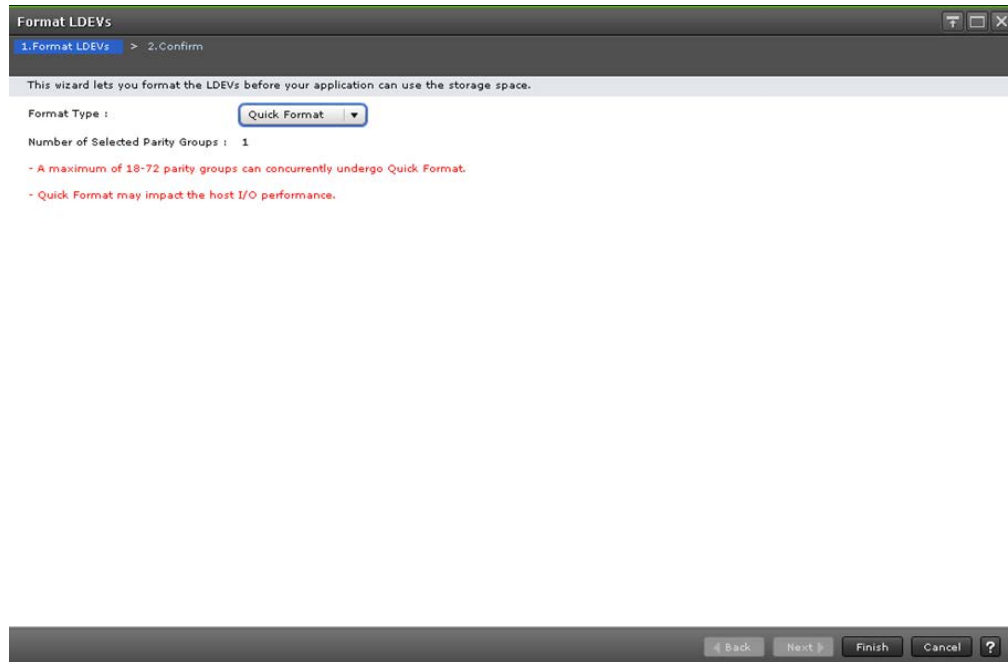 Format LDEVs
1.Format LDEVs > 2.Confirm
This wizard lets you format the LDEVs before your application can use the storage space.
Format Type : Quick Format
Number of Selected Parity Groups : 1
- A maximum of 18-72 parity groups can concurrently undergo Quick Format.
- Quick Format may impact the host I/O performance.
Back Next Finish Cancel ?